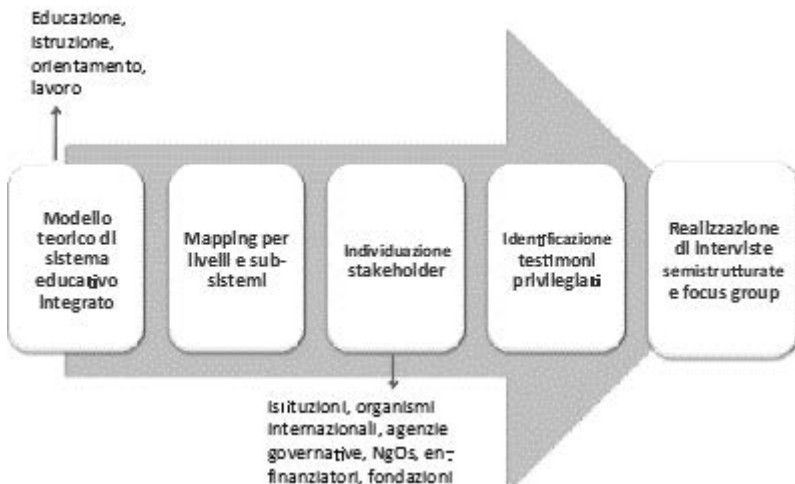 Educazione,
istruzione,
orientamento,
lavoro
Modello
teorico di
sistema
educativo
integrato
Mapping per
livelli e sub-
sistemi
Individuazione
stakeholder
Identificazione
testimoni
privilegiati
Realizzazione
di interviste
semistrutturate
e focus group
Istituzioni, organismi
internazionali, agenzie
governative, NgOs, en-
finanziatori, fondazioni